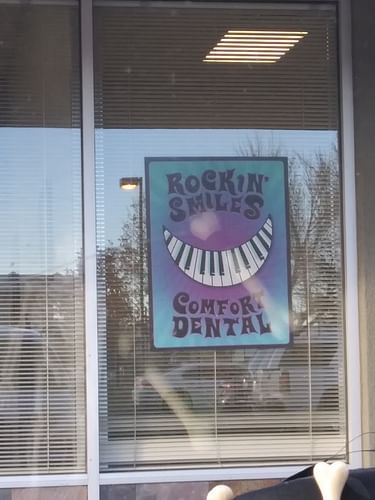 ROCKIN'
SMILES
COMFORT
DENTAL